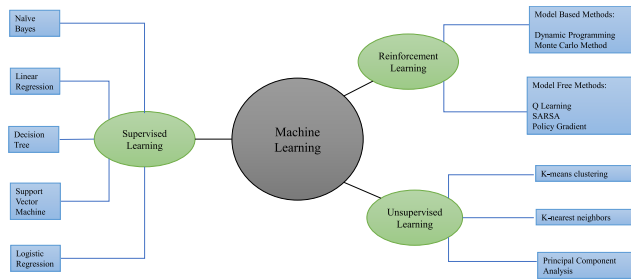 Naïve
Bayes
Linear
Regression
Decision
Tree
Support
Vector
Machine
Logistic
Regression
Supervised
Learning
Machine
Learning
Reinforcement
Learning
Model Based Methods:
Dynamic Programming
Monte Carlo Method
Model Free Methods:
Q Learning
SARSA
Policy Gradient
Unsupervised
Learning
K-means clustering
K-nearest neighbors
Principal Component
Analysis